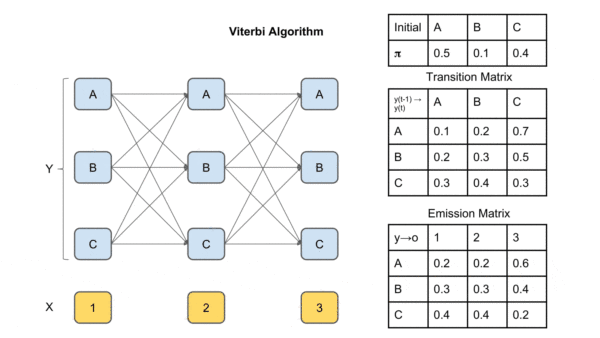 Viterbi Algorithm
Initial A B C
π 0.5 0.1 0.4
Transition Matrix
y(t-1) →
y(t) A B C
A 0.1 0.2 0.7
B 0.2 0.3 0.5
C 0.3 0.4 0.3
Emission Matrix
y→o 1 2 3
A 0.2 0.2 0.6
B 0.3 0.3 0.4
C 0.4 0.4 0.2
A A A
Y B B B
C C C
X 1 2 3